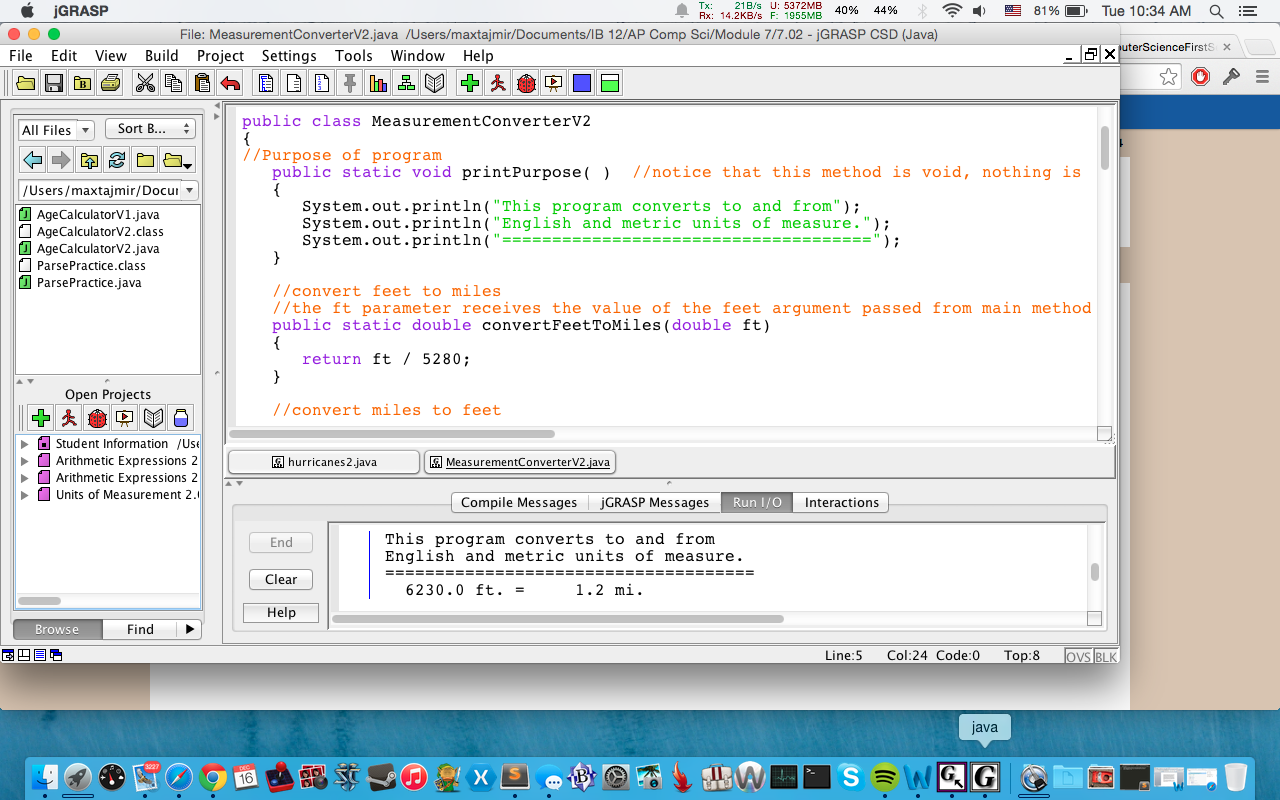 jGRASP
Tx: 21B/s U: 5372MB
Rx: 14.2KB/s F: 1955MB
40% 44% 81% Tue 10:34 AM
File: MeasurementConverterV2.java /Users/maxtajmir/Documents/IB 12/AP Comp Sci/Module 7/7.02 - jGRASP CSD (Java)
File Edit View Build Project Settings Tools Window Help
All Files Sort B...
/Users/maxtajmir/Docur
AgeCalculatorV1.java
AgeCalculatorV2.class
AgeCalculatorV2.java
ParsePractice.class
ParsePractice.java
Open Projects
Student Information /Use
Arithmetic Expressions 2
Arithmetic Expressions 2
Units of Measurement 2.
Browse Find
public class MeasurementConverterV2
{
//Purpose of program
public static void printPurpose( ) //notice that this method is void, nothing is
{
System.out.println("This program converts to and from");
System.out.println("English and metric units of measure.");
System.out.println("=====================================");
}
//convert feet to miles
//the ft parameter receives the value of the feet argument passed from main method
public static double convertFeetToMiles(double ft)
{
return ft / 5280;
}
//convert miles to feet
hurricanes2.java MeasurementConverterV2.java
Compile Messages jGRASP Messages Run I/O Interactions
End
Clear
Help
This program converts to and from
English and metric units of measure.
=====================================
6230.0 ft. = 1.2 mi.
Line:5 Col:24 Code:0 Top:8 OVS BLK
uterScienceFirstS
java
3227
DEC
16